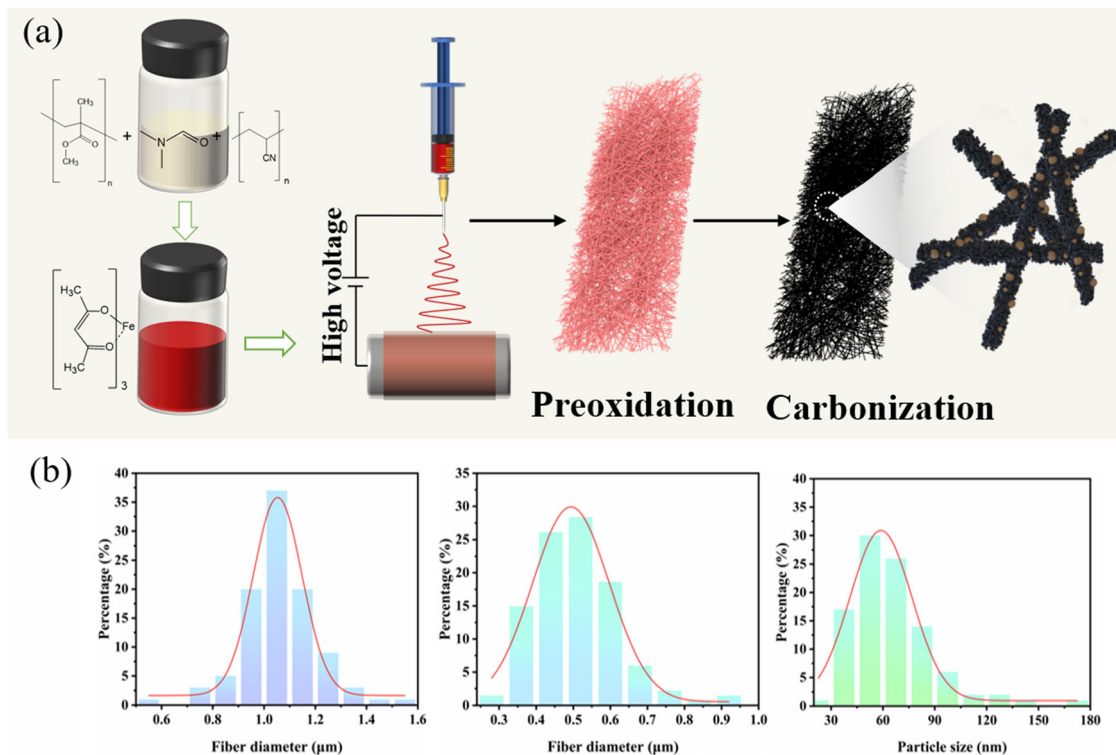 (a)
CH₃
O
O
CH₃
n
+
N
O
+
CN
n
H₃C
O
Fe
O
H₃C
3
High voltage
Preoxidation
Carbonization
(b)
40
35
30
25
20
15
10
5
0
Percentage (%)
0.6 0.8 1.0 1.2 1.4 1.6
Fiber diameter (μm)
35
30
25
20
15
10
5
0
Percentage (%)
0.3 0.4 0.5 0.6 0.7 0.8 0.9 1.0
Fiber diameter (μm)
40
35
30
25
20
15
10
5
0
Percentage (%)
30 60 90 120 150 180
Particle size (nm)